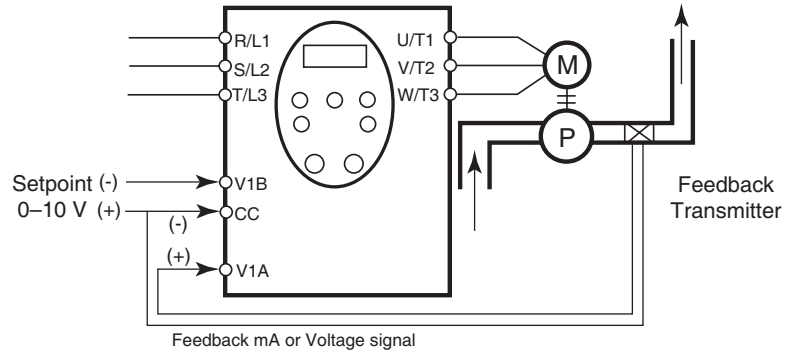 R/L1
S/L2
T/L3
U/T1
V/T2
W/T3
M
P
Setpoint (-)
0–10 V (+)
(-)
(+)
V1B
CC
V1A
Feedback
Transmitter
Feedback mA or Voltage signal